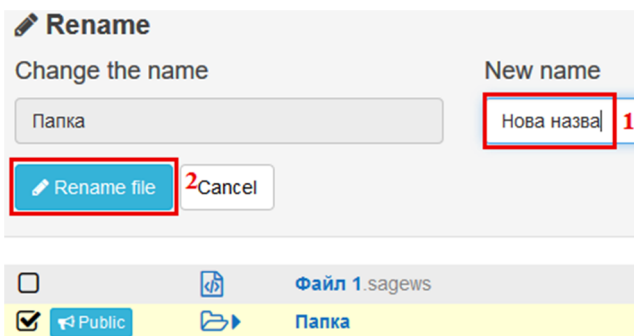 Rename
Change the name New name
Папка Нова назва 1
Rename file 2 Cancel
Файл 1.sagews
Public Папка